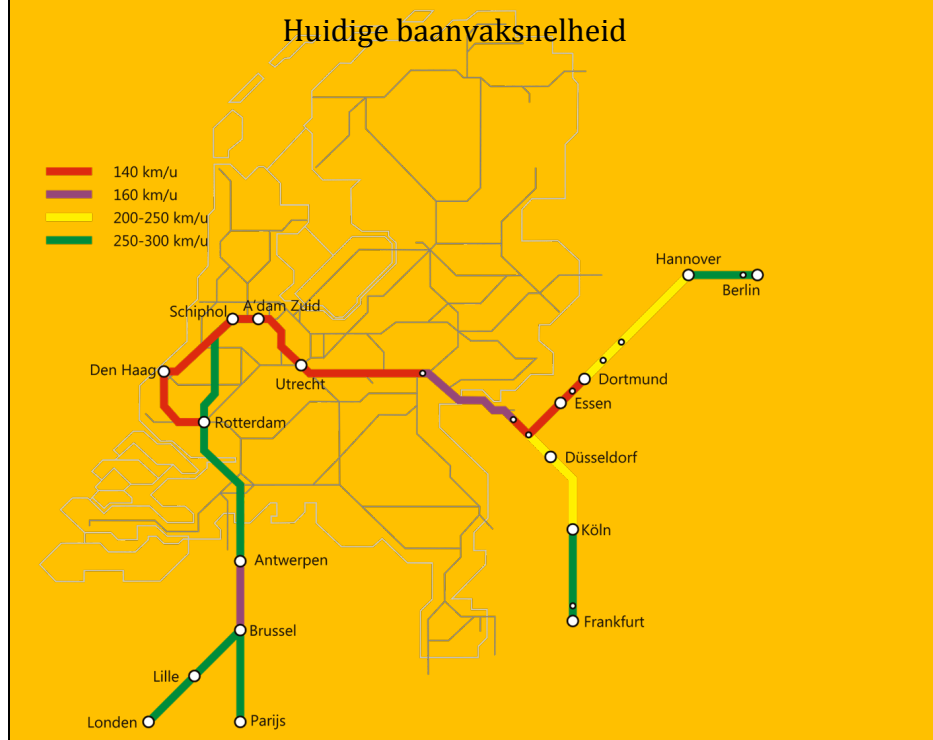 Huidige baanvaksnelheid
140 km/u
160 km/u
200-250 km/u
250-300 km/u
Hannover
Berlin
Schiphol
A'dam Zuid
Den Haag
Utrecht
Dortmund
Essen
Rotterdam
Düsseldorf
Köln
Antwerpen
Frankfurt
Brussel
Lille
Londen
Parijs